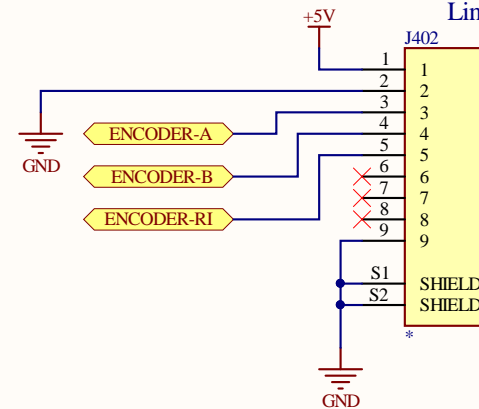 +5V
Lin
J402
1 1
2 2
3 3
ENCODER-A
4 4
GND
5 5
ENCODER-B
6 6
7 7
ENCODER-RI
8 8
9 9
S1 SHIELD
S2 SHIELD
*
GND